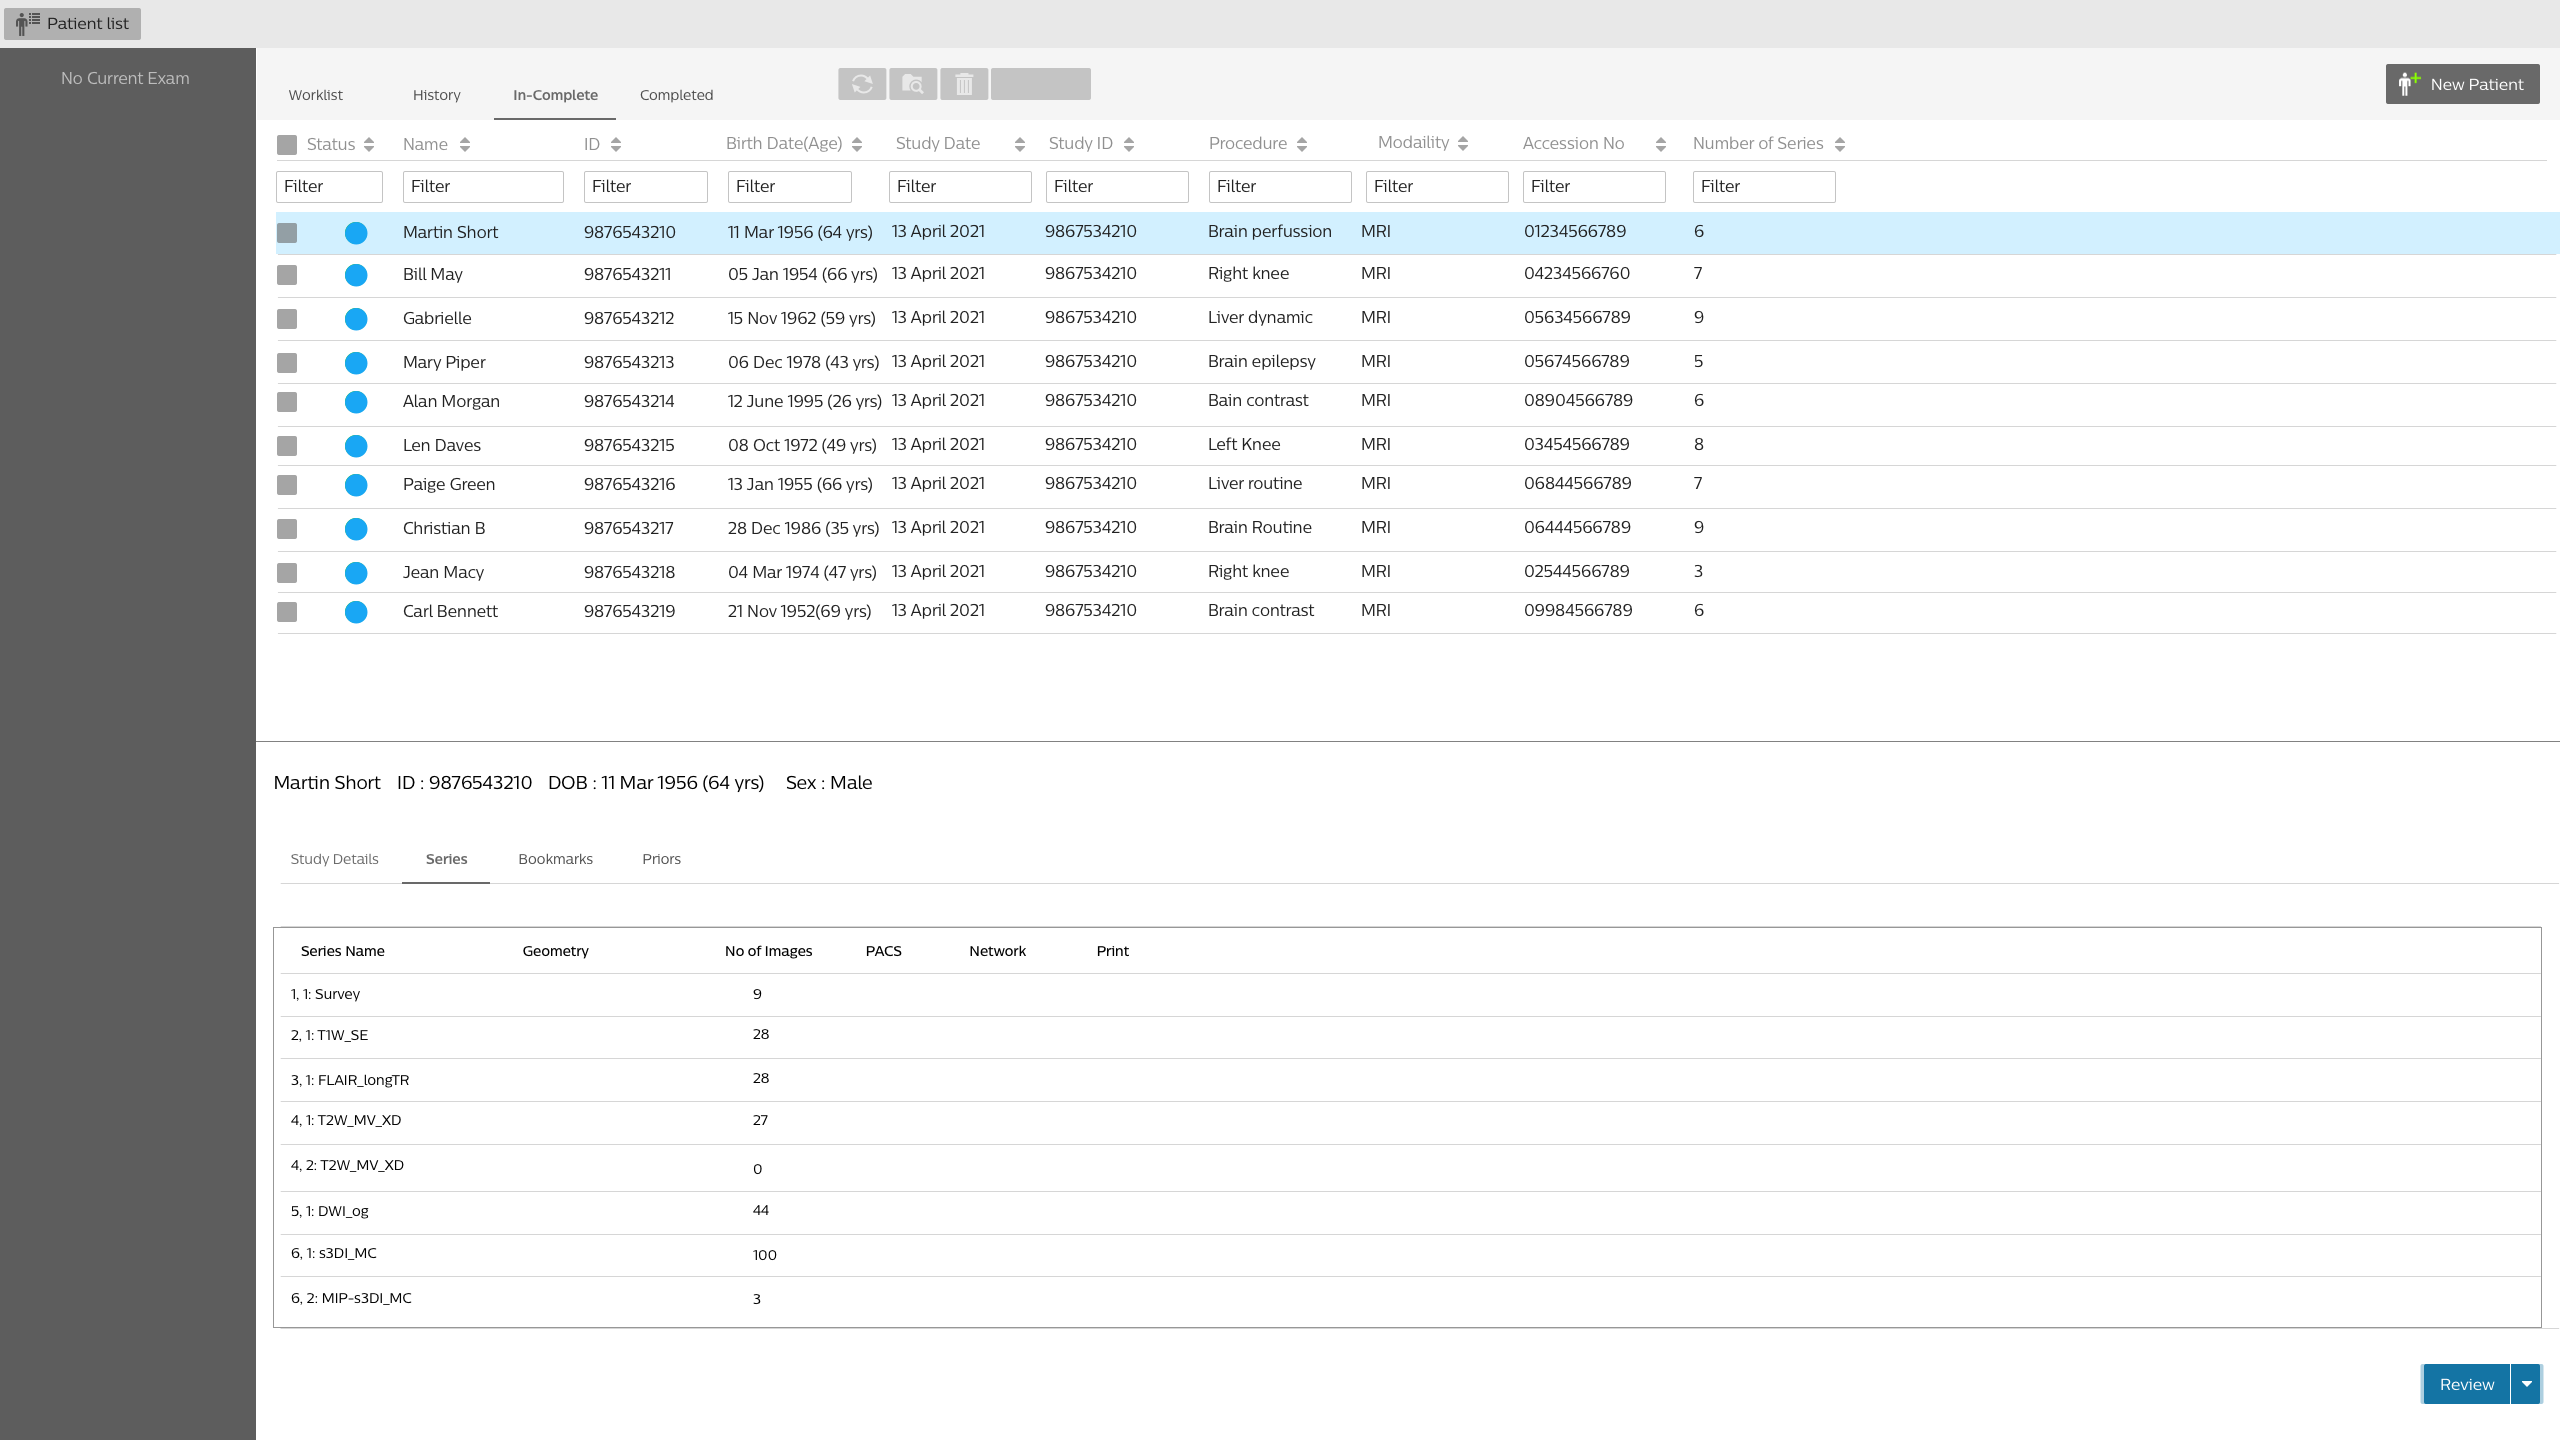 Patient list
No Current Exam
Worklist History In-Complete Completed
New Patient
Status Name ID Birth Date(Age) Study Date Study ID Procedure Modaility Accession No Number of Series
Filter Filter Filter Filter Filter Filter Filter Filter Filter Filter
Martin Short 9876543210 11 Mar 1956 (64 yrs) 13 April 2021 9867534210 Brain perfussion MRI 01234566789 6
Bill May 9876543211 05 Jan 1954 (66 yrs) 13 April 2021 9867534210 Right knee MRI 04234566760 7
Gabrielle 9876543212 15 Nov 1962 (59 yrs) 13 April 2021 9867534210 Liver dynamic MRI 05634566789 9
Mary Piper 9876543213 06 Dec 1978 (43 yrs) 13 April 2021 9867534210 Brain epilepsy MRI 05674566789 5
Alan Morgan 9876543214 12 June 1995 (26 yrs) 13 April 2021 9867534210 Bain contrast MRI 08904566789 6
Len Daves 9876543215 08 Oct 1972 (49 yrs) 13 April 2021 9867534210 Left Knee MRI 03454566789 8
Paige Green 9876543216 13 Jan 1955 (66 yrs) 13 April 2021 9867534210 Liver routine MRI 06844566789 7
Christian B 9876543217 28 Dec 1986 (35 yrs) 13 April 2021 9867534210 Brain Routine MRI 06444566789 9
Jean Macy 9876543218 04 Mar 1974 (47 yrs) 13 April 2021 9867534210 Right knee MRI 02544566789 3
Carl Bennett 9876543219 21 Nov 1952(69 yrs) 13 April 2021 9867534210 Brain contrast MRI 09984566789 6
Martin Short ID : 9876543210 DOB : 11 Mar 1956 (64 yrs) Sex : Male
Study Details Series Bookmarks Priors
Series Name Geometry No of Images PACS Network Print
1, 1: Survey 9
2, 1: T1W_SE 28
3, 1: FLAIR_longTR 28
4, 1: T2W_MV_XD 27
4, 2: T2W_MV_XD 0
5, 1: DWI_og 44
6, 1: s3DI_MC 100
6, 2: MIP-s3DI_MC 3
Review